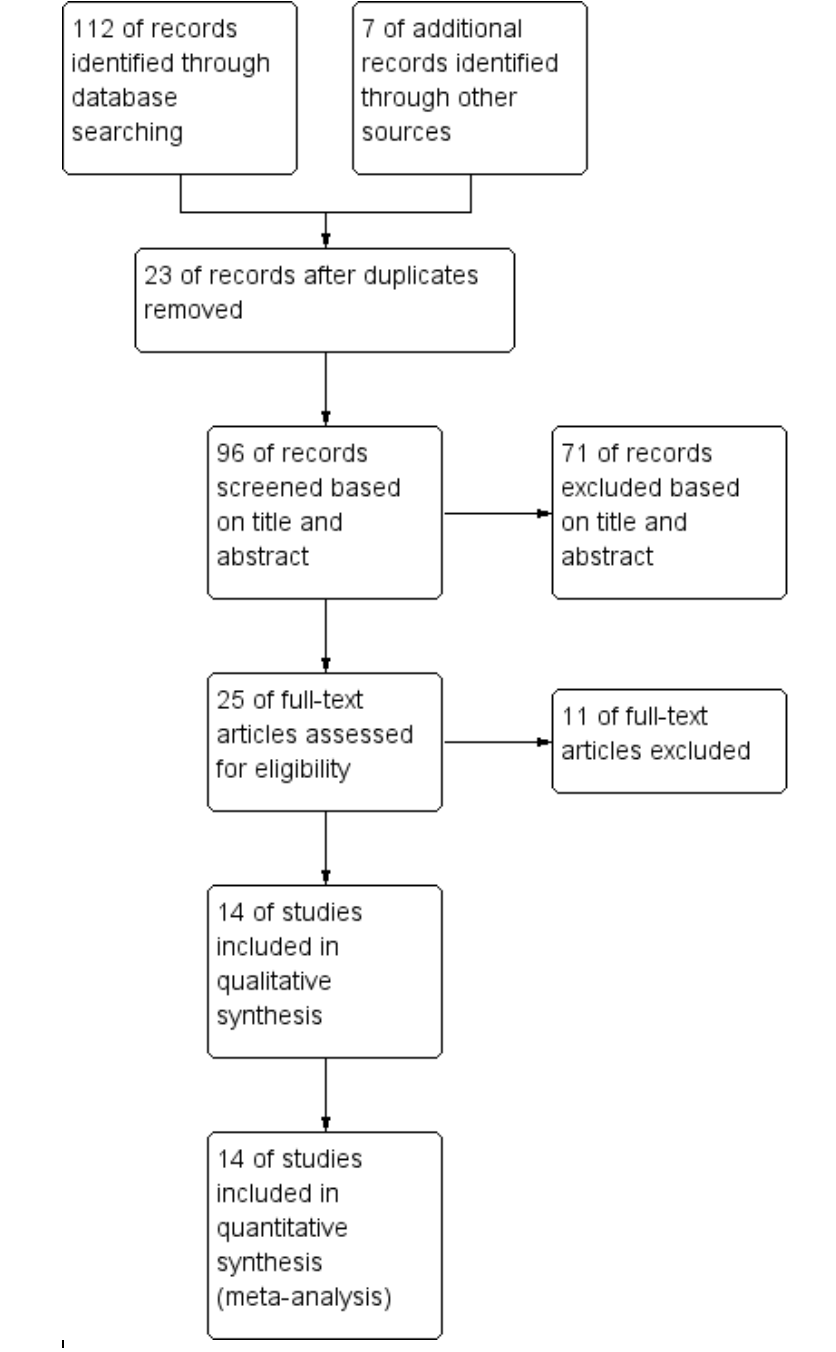 112 of records
identified through
database
searching
7 of additional
records identified
through other
sources
23 of records after duplicates
removed
96 of records
screened based
on title and
abstract
71 of records
excluded based
on title and
abstract
25 of full-text
articles assessed
for eligibility
11 of full-text
articles excluded
14 of studies
included in
qualitative
synthesis
14 of studies
included in
quantitative
synthesis
(meta-analysis)